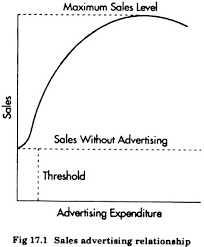 Maximum Sales Level
Sales
Sales Without Advertising
Threshold
Advertising Expenditure
Fig 17.1 Sales advertising relationship